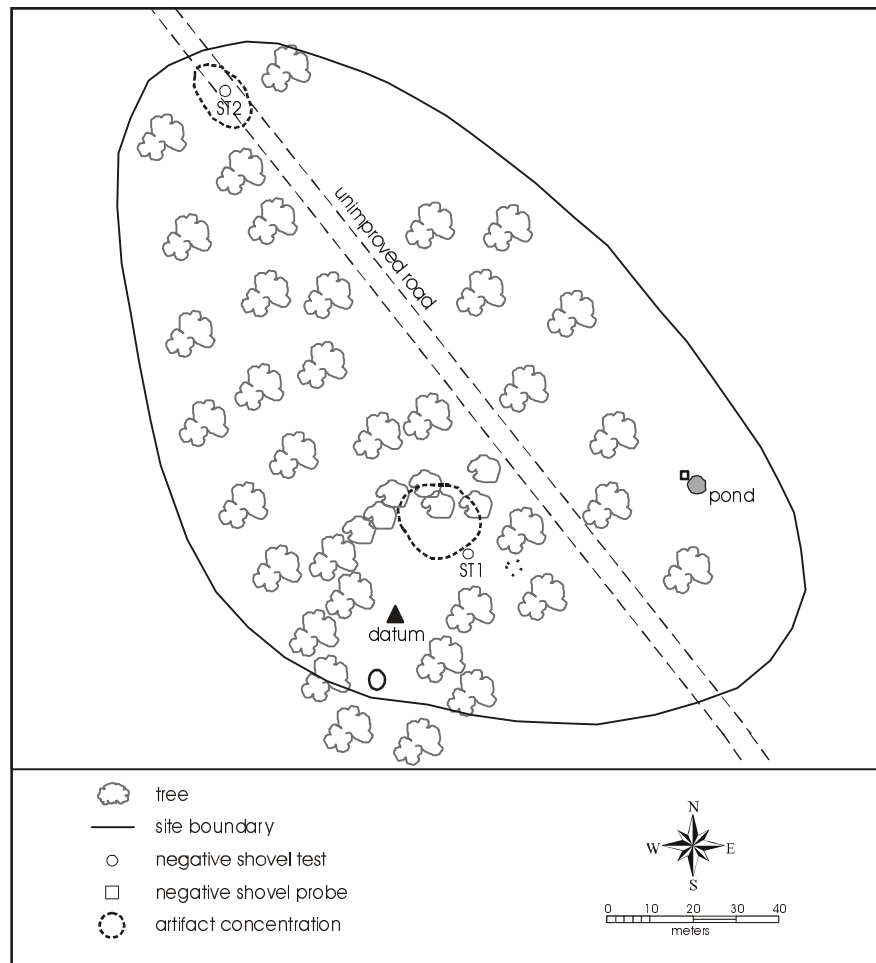 ST2
unimproved road
pond
ST1
datum
tree
site boundary
negative shovel test
negative shovel probe
artifact concentration
N
W E
S
0 10 20 30 40
meters